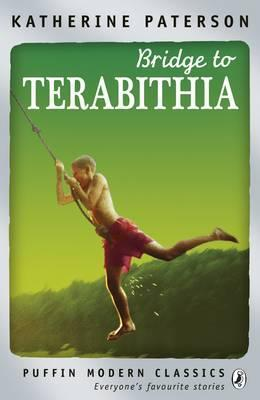 KATHERINE PATERSON
Bridge to
TERABITHIA
PUFFIN MODERN CLASSICS
Everyone's favourite stories